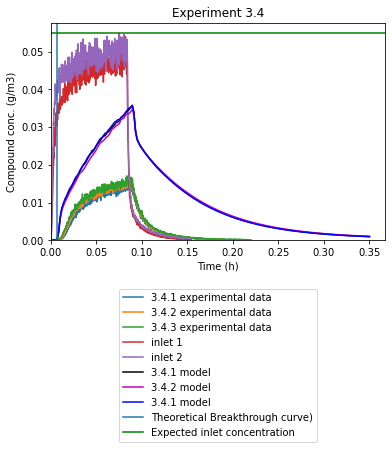 Experiment 3.4
Compound conc. (g/m3)
0.05
0.04
0.03
0.02
0.01
0.00
0.00 0.05 0.10 0.15 0.20 0.25 0.30 0.35
Time (h)
3.4.1 experimental data
3.4.2 experimental data
3.4.3 experimental data
inlet 1
inlet 2
3.4.1 model
3.4.2 model
3.4.1 model
Theoretical Breakthrough curve)
Expected inlet concentration